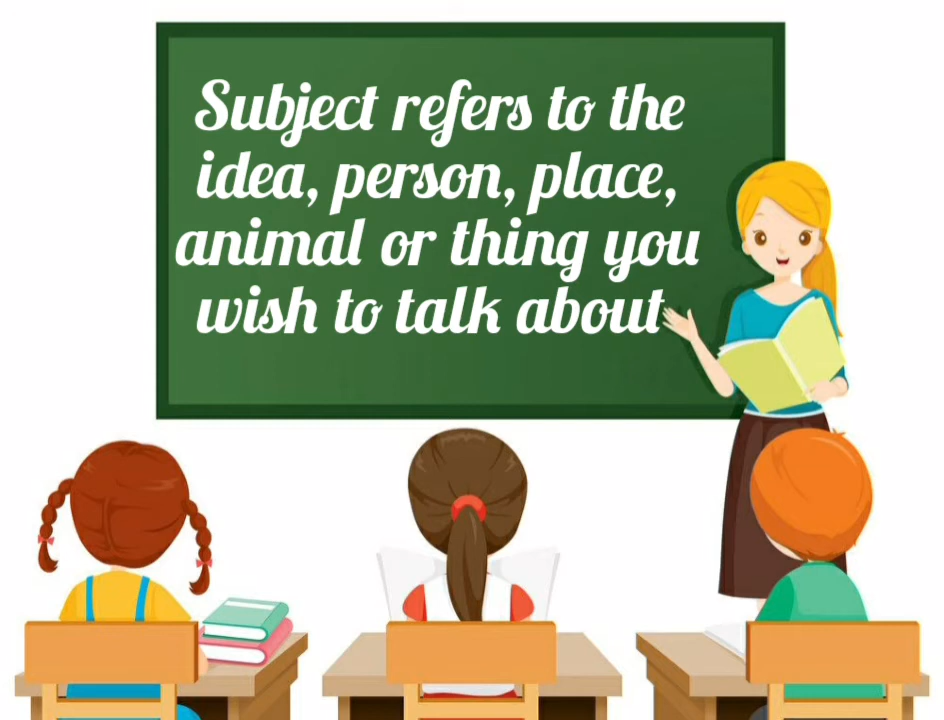 Subject refers to the
idea, person, place,
animal or thing you
wish to talk about